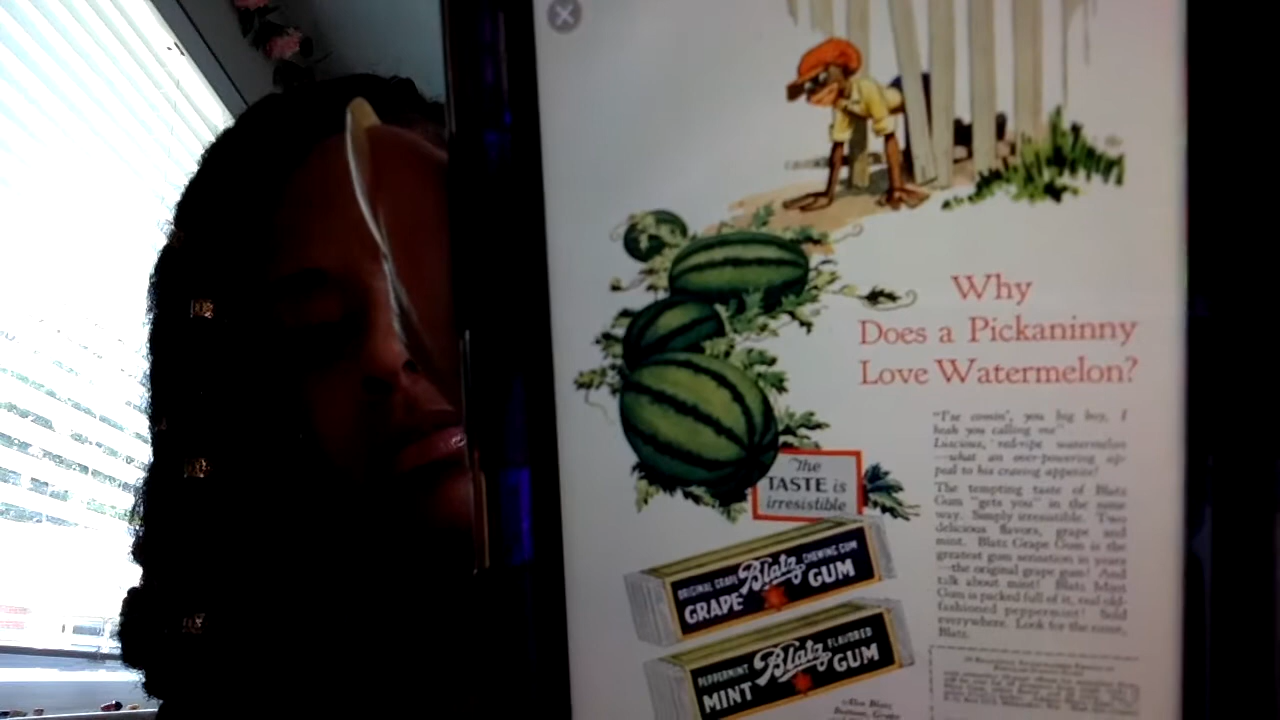 Why
Does a Pickaninny
Love Watermelon?
"I'se comin', you big boy, I
heah you calling me"
Luscious, red-ripe watermelon
—what an over-powering ap-
peal to his craving appetite!
The tempting taste of Blatz
Gum "gets you" in the same
way. Simply irresistible. Two
delicious flavors, grape and
mint. Blatz Grape Gum is the
greatest gum sensation in years
—the original grape gum! And
talk about mint! Blatz Mint
Gum is packed full of it, real old-
fashioned peppermint! Sold
everywhere. Look for the name,
Blatz.
The
TASTE is
irresistible
ORIGINAL GRAPE Blatz CHEWING GUM
GRAPE GUM
PEPPERMINT Blatz FLAVORED
MINT GUM